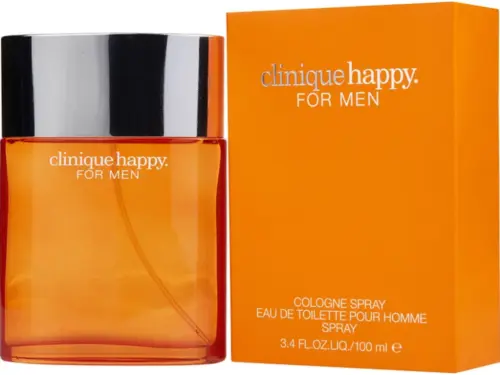 clinique happy.
FOR MEN
clinique happy.
FOR MEN
COLOGNE SPRAY
EAU DE TOILETTE POUR HOMME
SPRAY
3.4 FL.OZ.LIQ./100 ml ℮